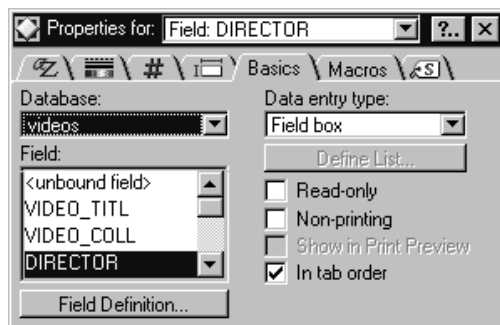 Properties for: Field: DIRECTOR ?..
# Basics Macros S
Database:
videos
Field:
<unbound field>
VIDEO_TITL
VIDEO_COLL
DIRECTOR
Field Definition...
Data entry type:
Field box
Define List...
Read-only
Non-printing
Show in Print Preview
In tab order